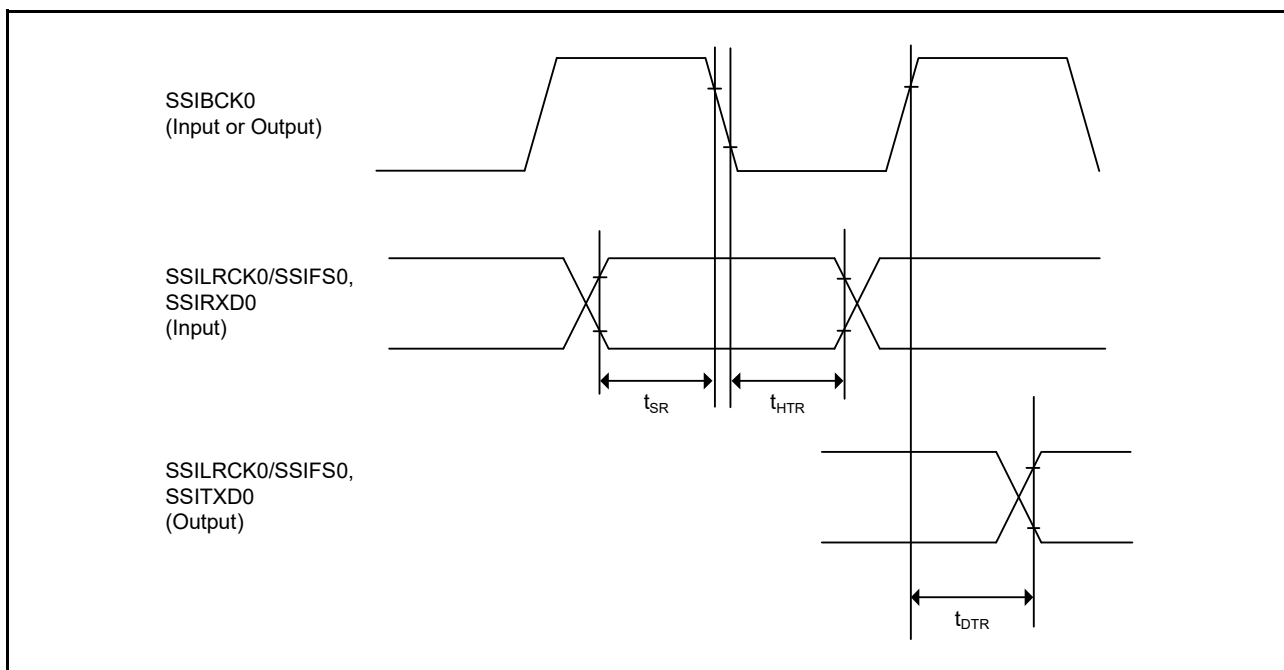 SSIBCK0
(Input or Output)
SSILRCK0/SSIFS0,
SSIRXD0
(Input)
tSR
tHTR
SSILRCK0/SSIFS0,
SSITXD0
(Output)
tDTR